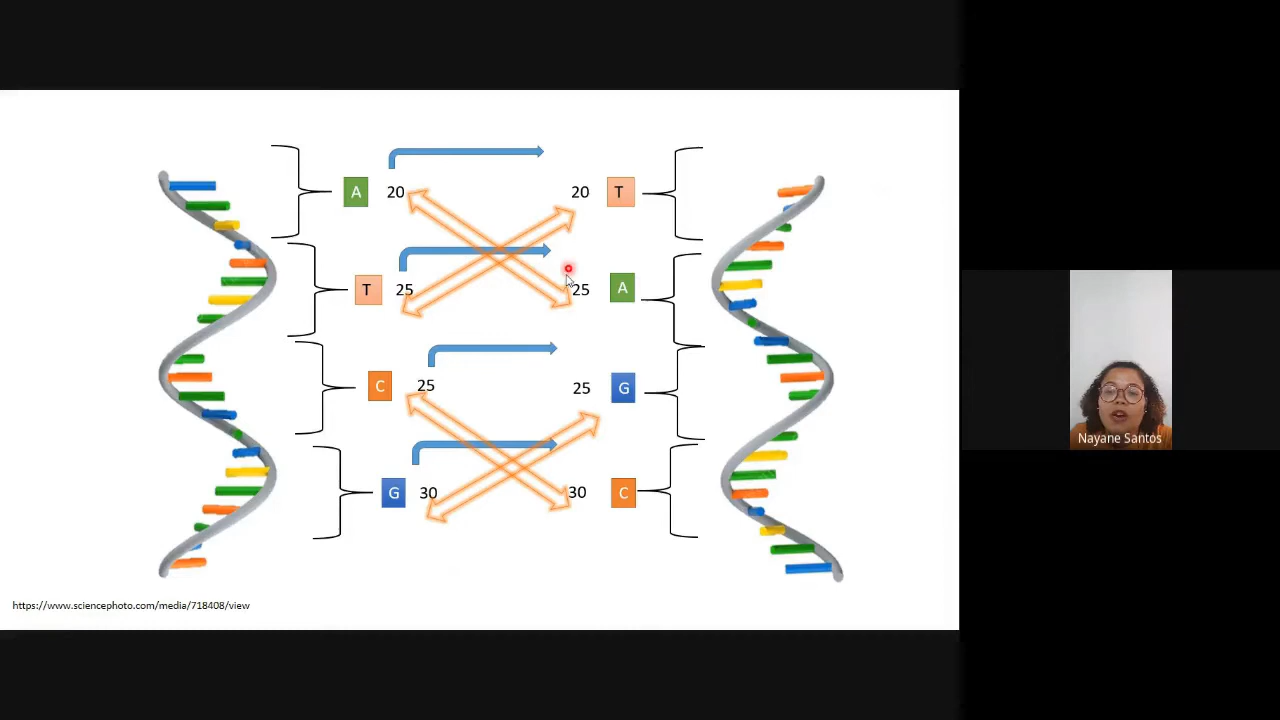 A 20 20 T
T 25 25 A
C 25 25 G
G 30 30 C
Nayane Santos
https://www.sciencephoto.com/media/718408/view